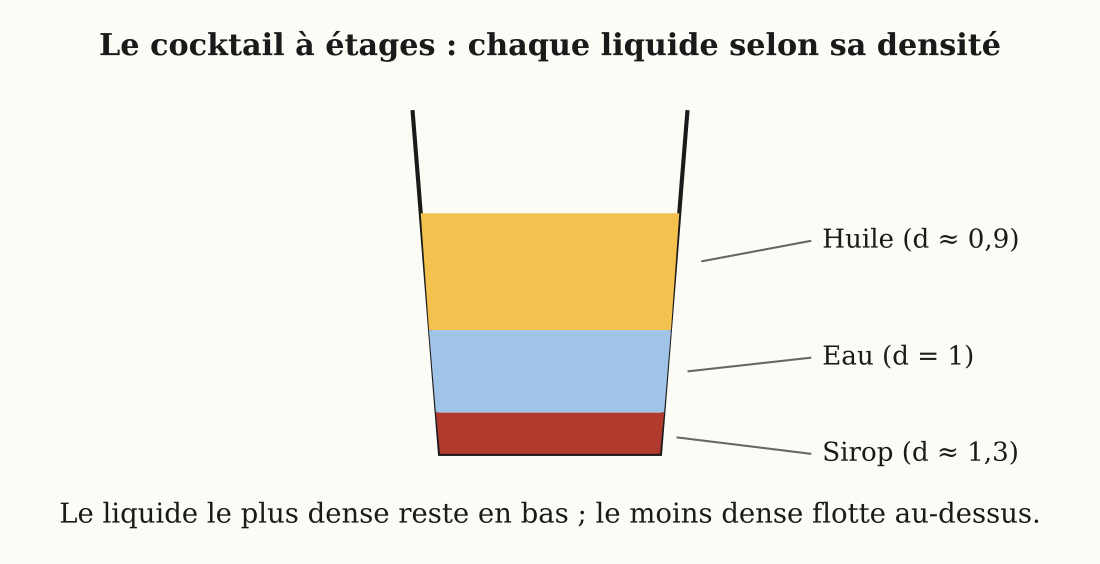 Le cocktail à étages : chaque liquide selon sa densité
Huile (d ≈ 0,9)
Eau (d = 1)
Sirop (d ≈ 1,3)
Le liquide le plus dense reste en bas ; le moins dense flotte au-dessus.